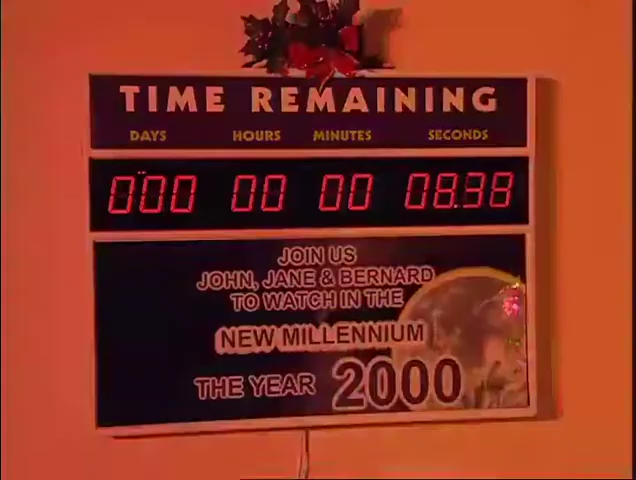 TIME REMAINING
DAYS HOURS MINUTES SECONDS
000 00 00 08.38
JOIN US
JOHN, JANE & BERNARD
TO WATCH IN THE
NEW MILLENNIUM
THE YEAR 2000